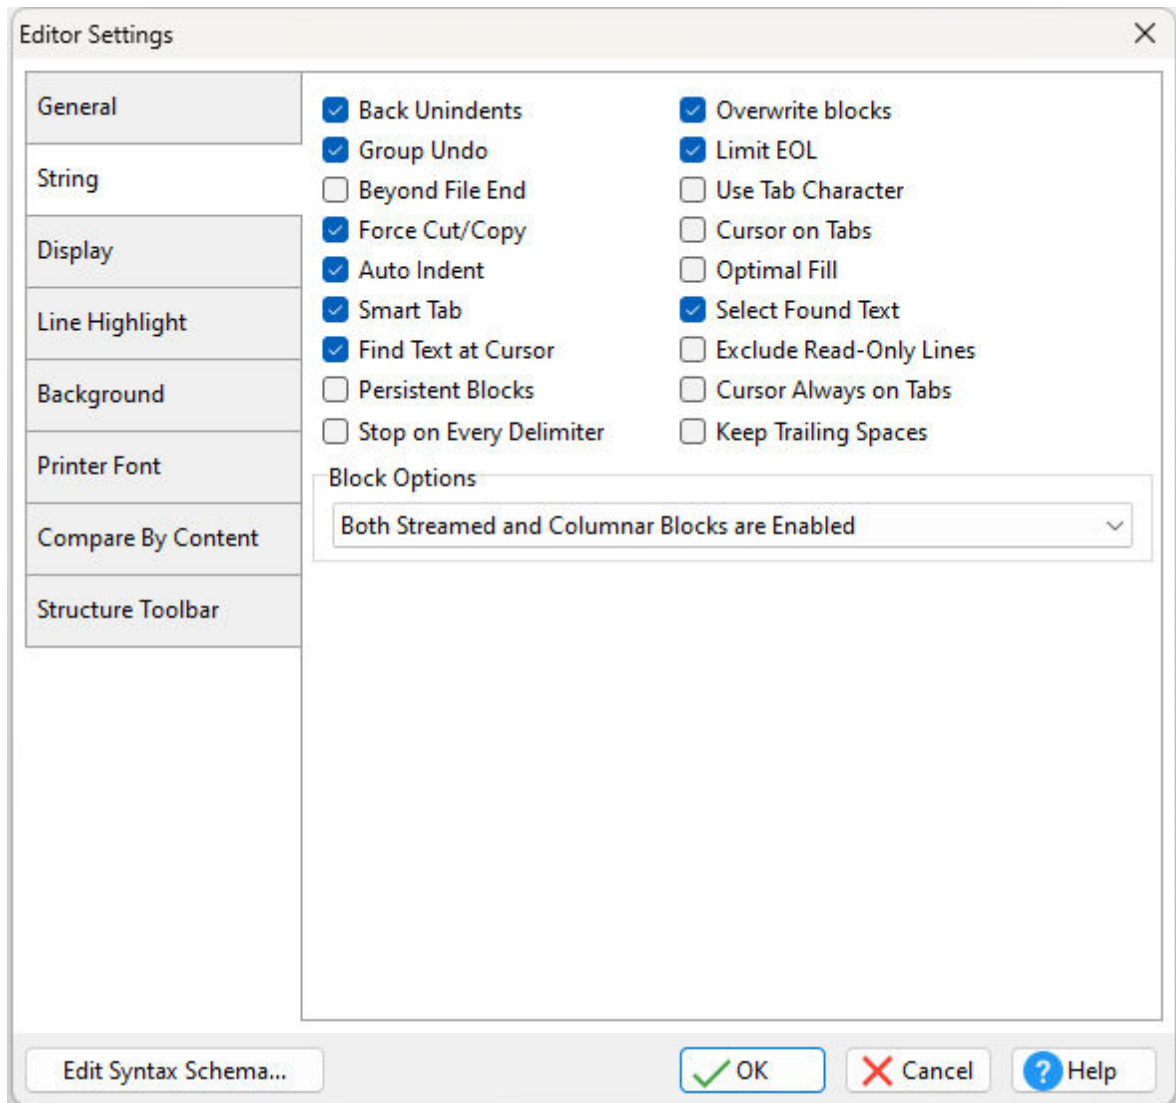 Editor Settings
General
String
Display
Line Highlight
Background
Printer Font
Compare By Content
Structure Toolbar
Back Unindents
Group Undo
Beyond File End
Force Cut/Copy
Auto Indent
Smart Tab
Find Text at Cursor
Persistent Blocks
Stop on Every Delimiter
Overwrite blocks
Limit EOL
Use Tab Character
Cursor on Tabs
Optimal Fill
Select Found Text
Exclude Read-Only Lines
Cursor Always on Tabs
Keep Trailing Spaces
Block Options
Both Streamed and Columnar Blocks are Enabled
Edit Syntax Schema...
OK
Cancel
? Help